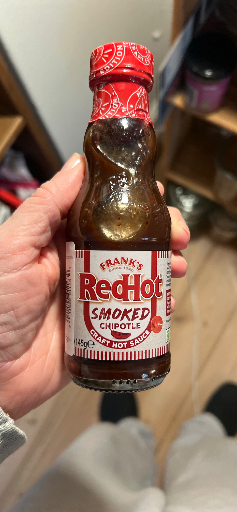 FRANK'S
RedHot
SMOKED
CHIPOTLE
CRAFT HOT SAUCE
145g℮